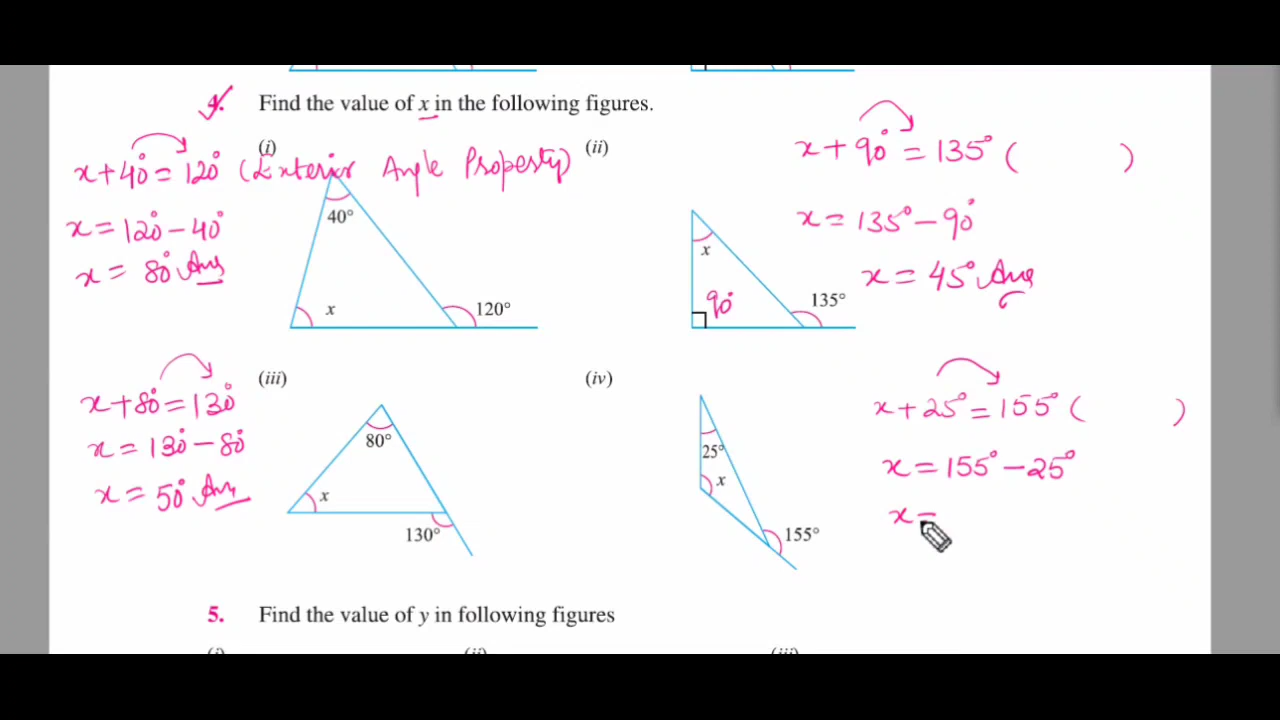 4. Find the value of x in the following figures.
(i)
x + 40° = 120° (Exterior Angle Property)
x = 120° - 40°
x = 80° Ans
40°
x
120°
(ii)
x + 90° = 135° ( )
x = 135° - 90°
x = 45° Ans
x
90°
135°
(iii)
x + 80° = 130°
x = 130° - 80°
x = 50° Ans
80°
x
130°
(iv)
x + 25° = 155° ( )
x = 155° - 25°
x =
25°
x
155°
5. Find the value of y in following figures
(i) (ii) (iii)